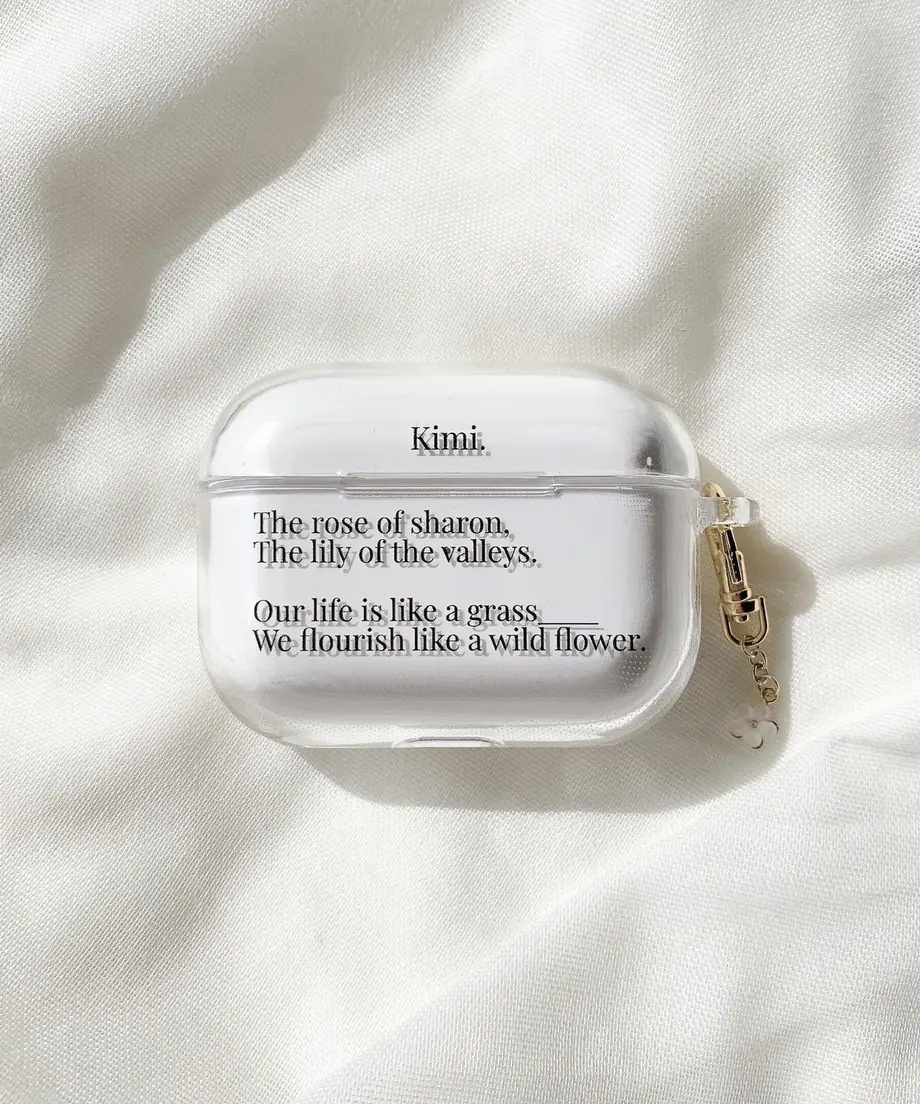 Kimi.
The rose of sharon,
The lily of the valleys.
Our life is like a grass____
We flourish like a wild flower.